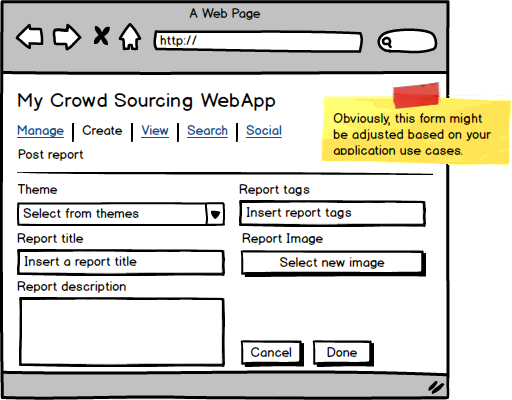 A Web Page
http://
My Crowd Sourcing WebApp
Manage Create View Search Social
Obviously, this form might
be adjusted based on your
application use cases.
Post report
Theme
Report tags
Select from themes
Insert report tags
Report title
Report Image
Insert a report title
Select new image
Report description
Cancel
Done